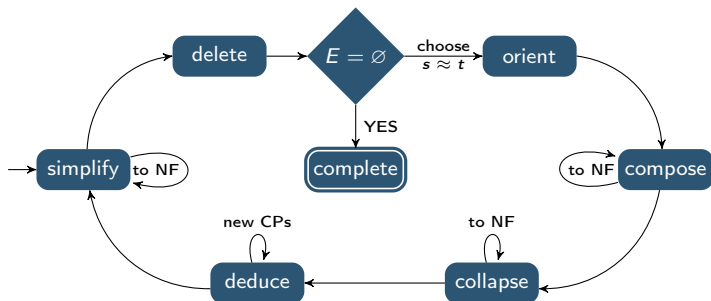 delete
E = ∅
choose
s ≈ t
orient
YES
simplify
to NF
complete
to NF
compose
new CPs
to NF
deduce
collapse